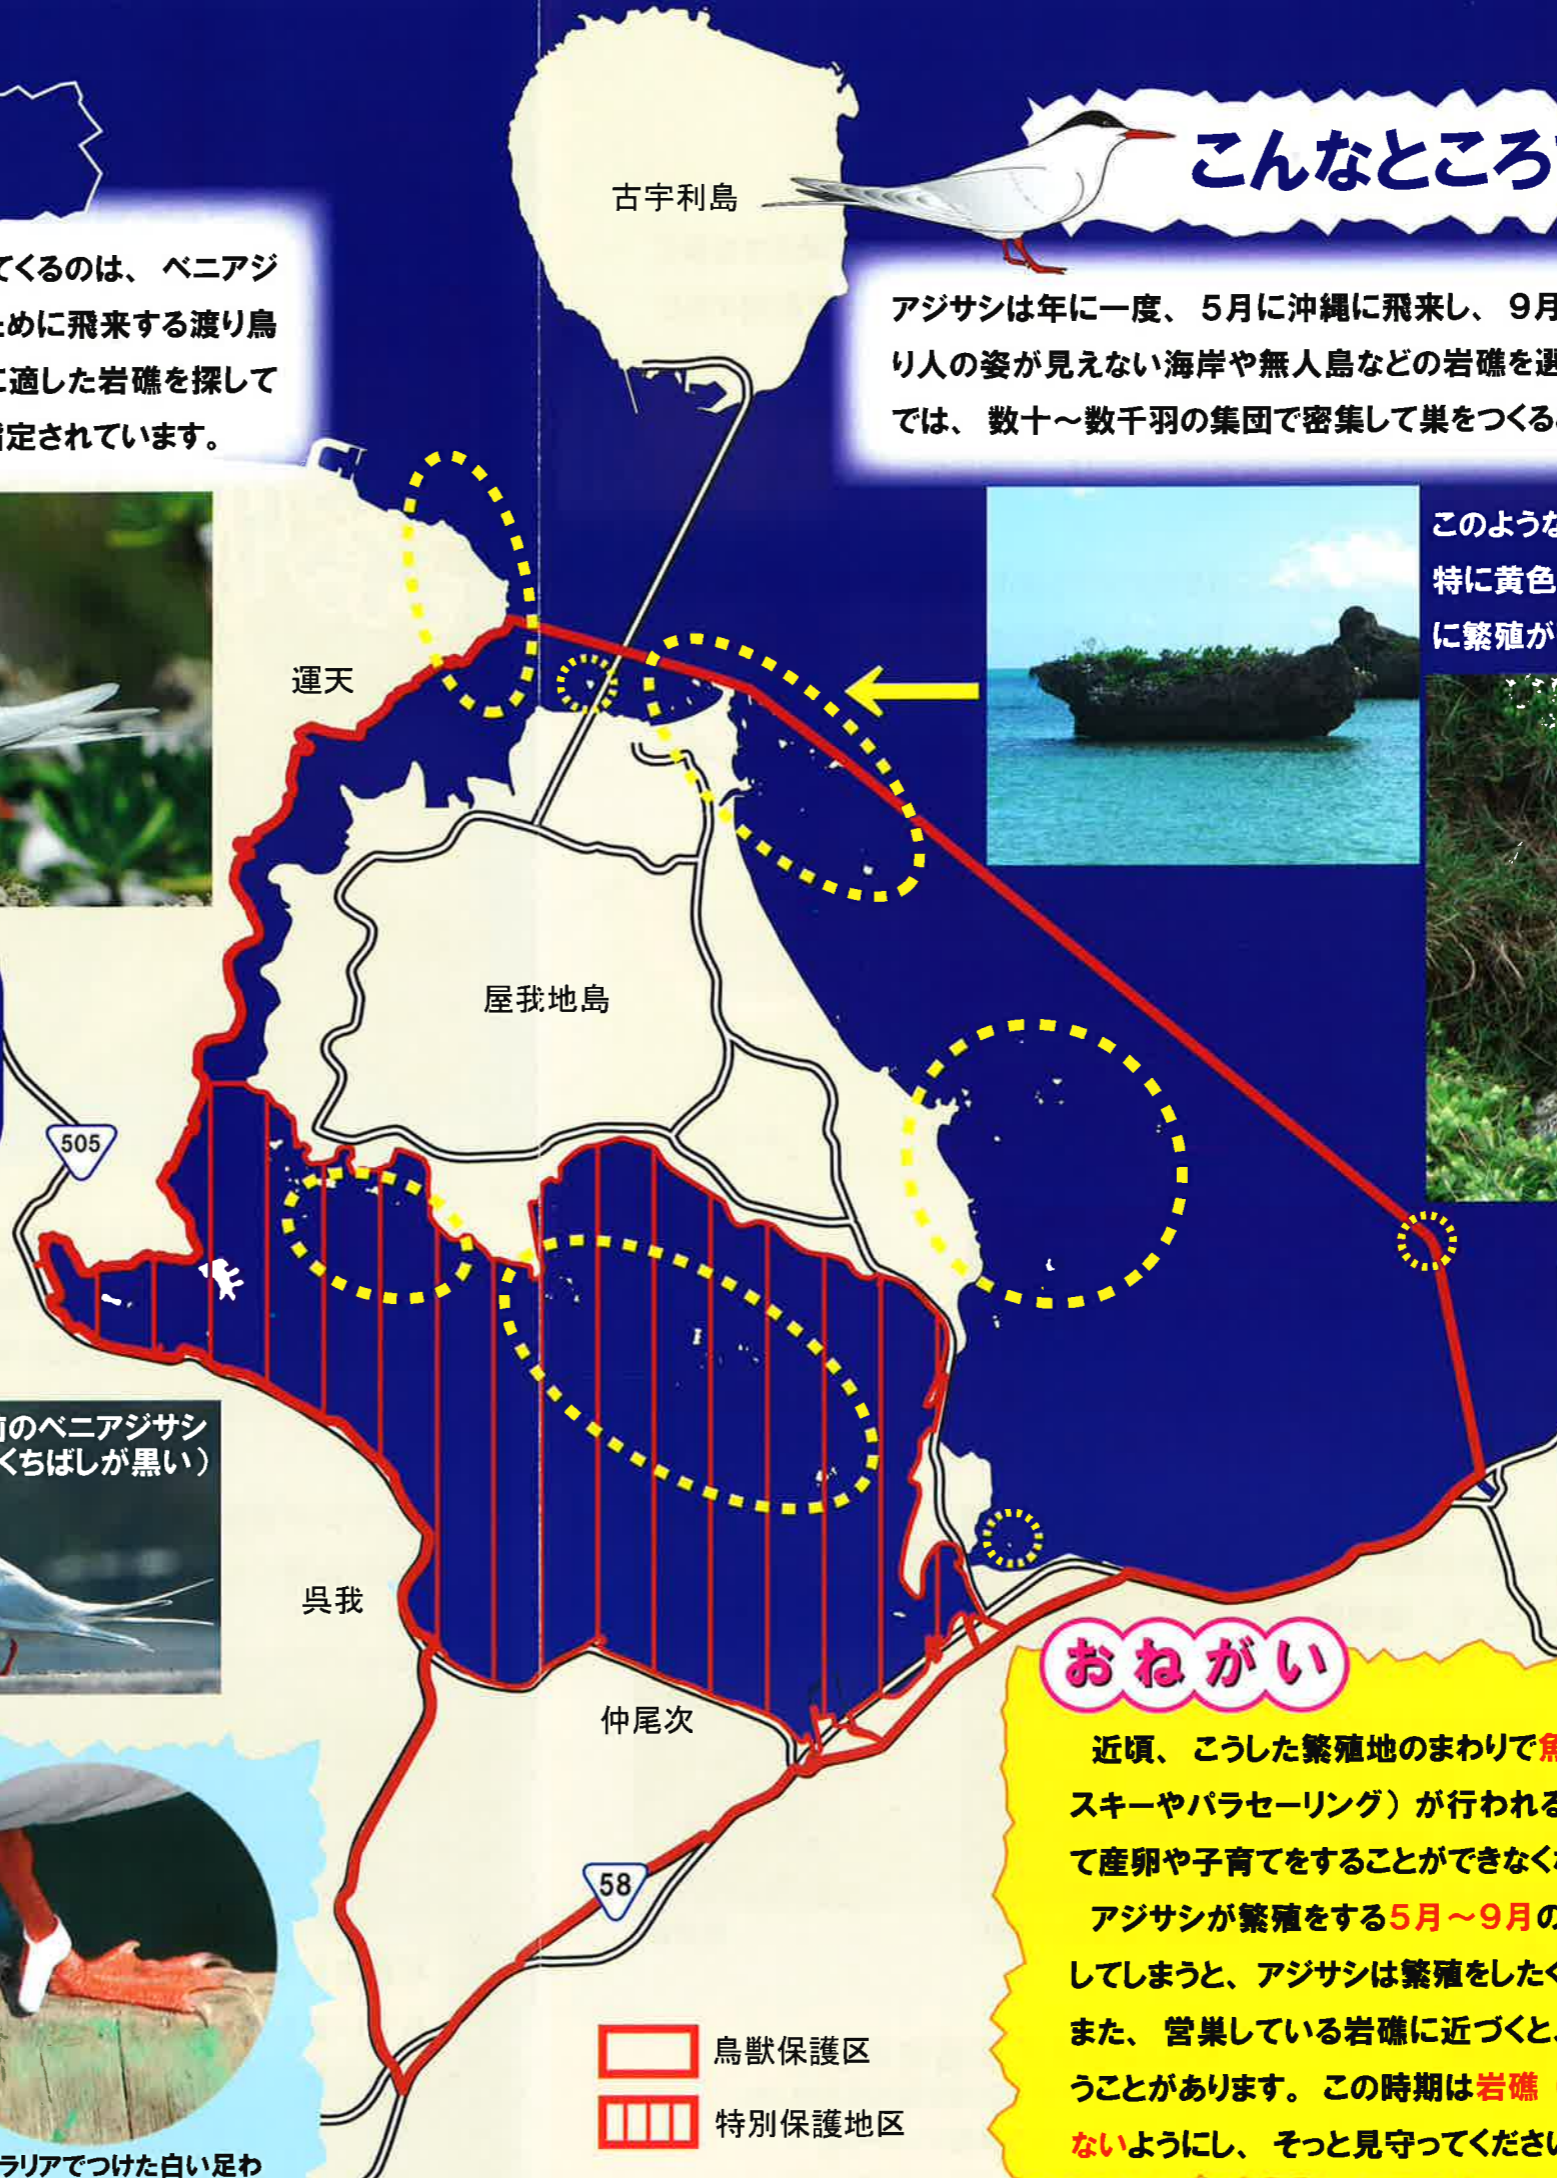 こんなところ
てくるのは、ベニアジ
ために飛来する渡り鳥
に適した岩礁を探して
指定されています。
古宇利島
アジサシは年に一度、5月に沖縄に飛来し、9月
り人の姿が見えない海岸や無人島などの岩礁を選
では、数十～数千羽の集団で密集して巣をつくる
このような
特に黄色
に繁殖が
運天
屋我地島
505
前のベニアジサシ
くちばしが黒い）
呉我
仲尾次
58
鳥獣保護区
特別保護地区
ラリアでつけた白い足わ
おねがい
近頃、こうした繁殖地のまわりで魚
スキーやパラセーリング）が行われる
て産卵や子育てをすることができなく
アジサシが繁殖をする5月～9月の
してしまうと、アジサシは繁殖をしたく
また、営巣している岩礁に近づくと、
うことがあります。この時期は岩礁
ないようにし、そっと見守ってください